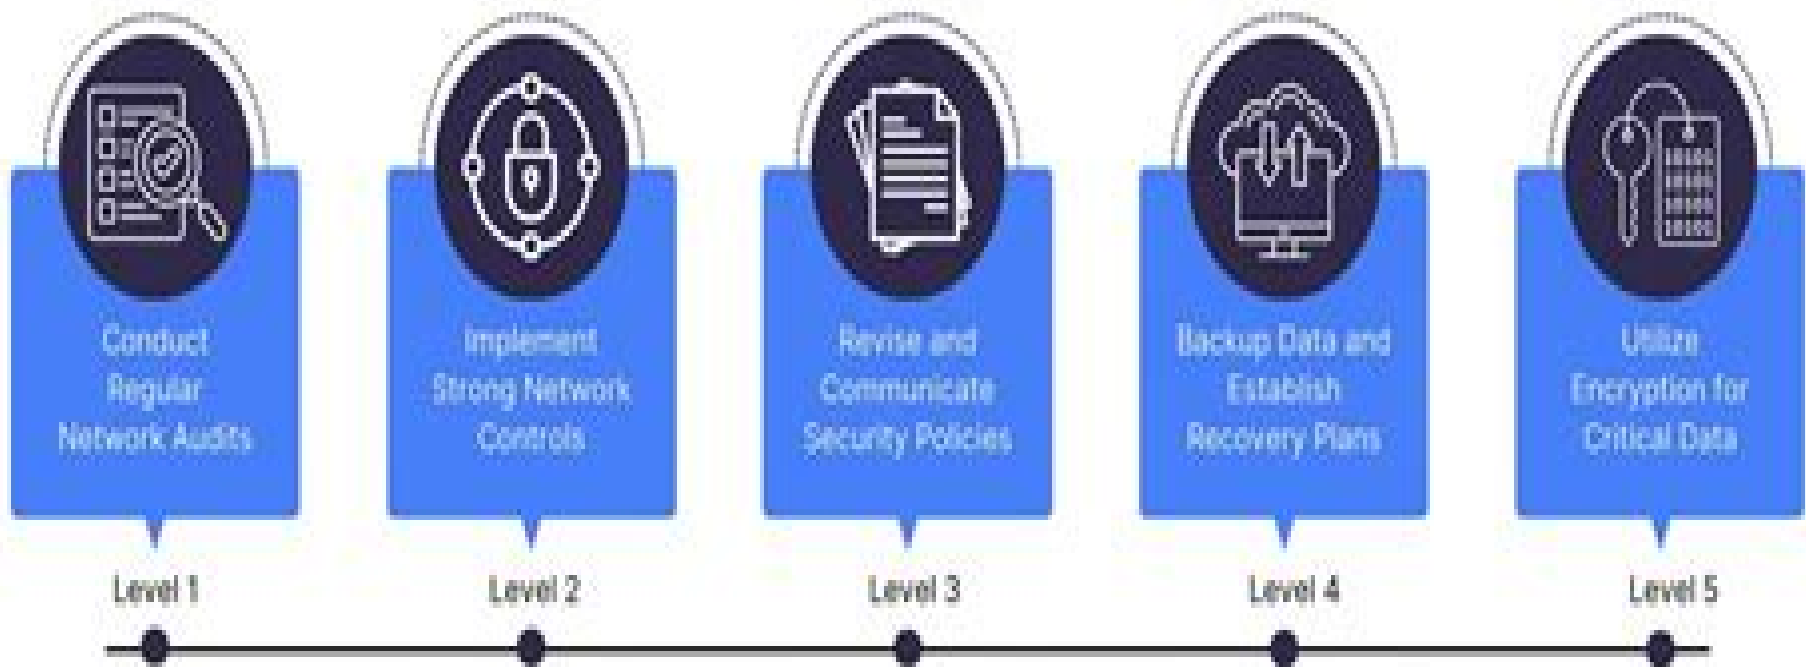 Conduct
Regular
Network Audits
Level 1
Implement
Strong Network
Controls
Level 2
Revise and
Communicate
Security Policies
Level 3
Backup Data and
Establish
Recovery Plans
Level 4
Utilize
Encryption for
Critical Data
Level 5